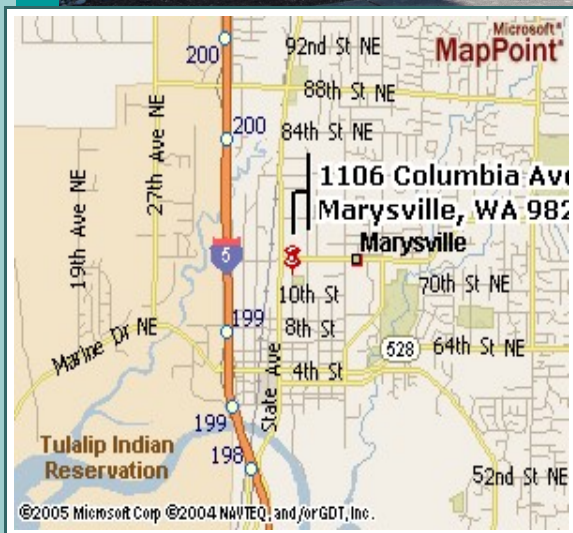 Microsoft®
MapPoint®
92nd St NE
200
88th St NE
200
84th St NE
27th Ave NE
19th Ave NE
1106 Columbia Ave
Marysville, WA 982
Marysville
5
70th St NE
10th St
199
8th St
Marine Dr NE
528
64th St NE
4th St
State Ave
199
Tulalip Indian
Reservation
198
52nd St NE
©2005 Microsoft Corp ©2004 NAVTEQ, and/or GDT, Inc.